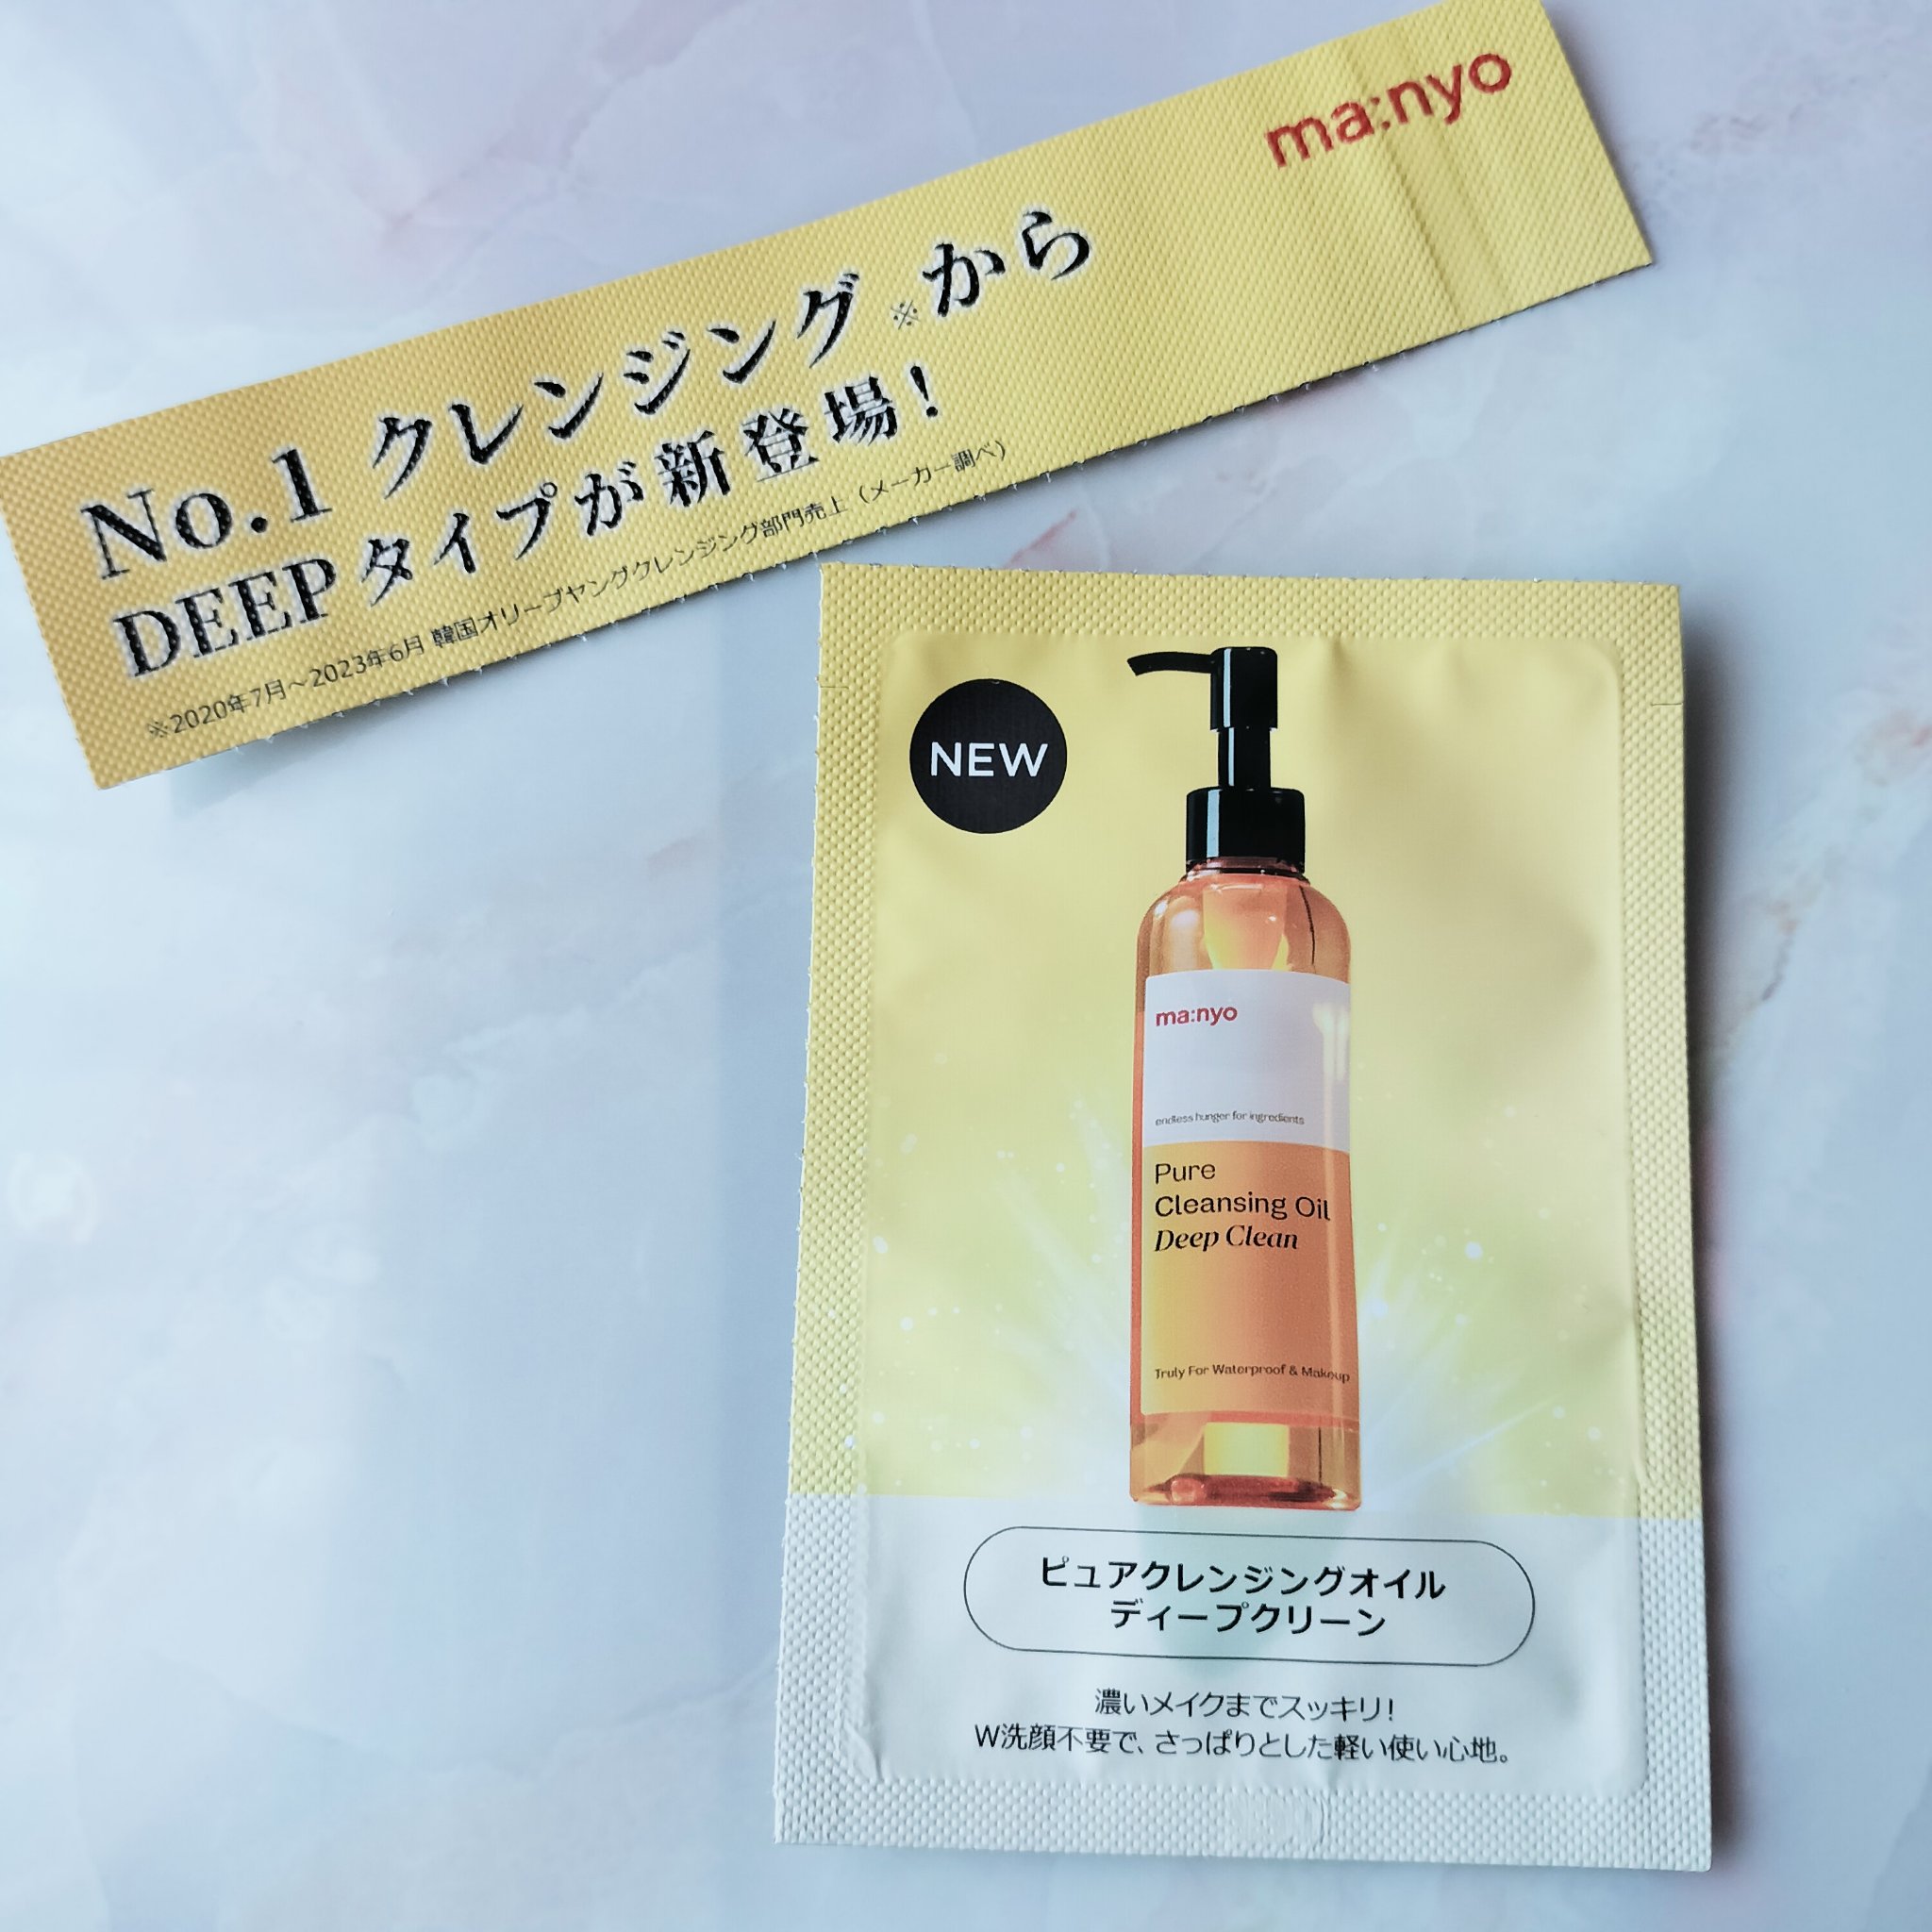 ma:nyo
No.1 クレンジング※から
DEEPタイプが新登場！
※2020年7月～2023年6月 韓国オリーブヤングクレンジング部門売上（メーカー調べ）
NEW
ma:nyo
endless hunger for ingredients
Pure
Cleansing Oil
Deep Clean
Truly For Waterproof & Makeup
ピュアクレンジングオイル
ディープクリーン
濃いメイクまでスッキリ！
W洗顔不要で、さっぱりとした軽い使い心地。